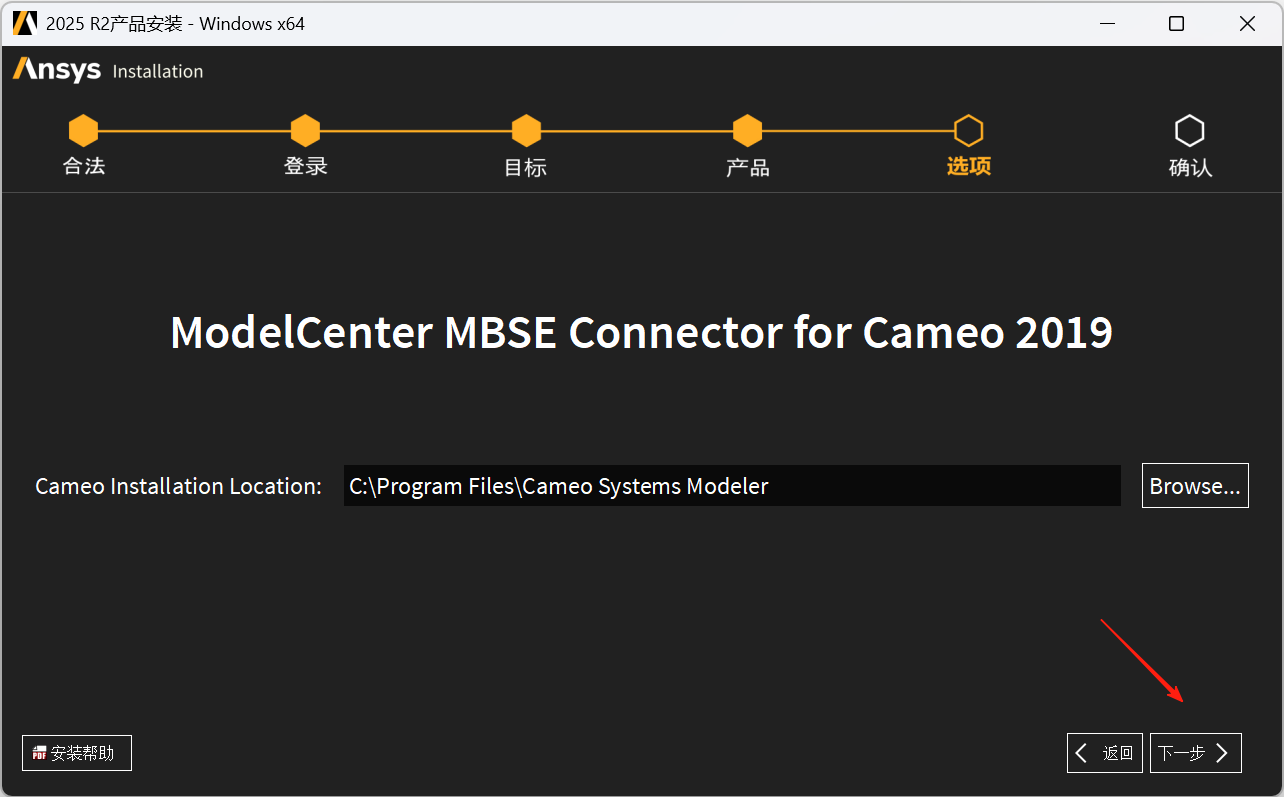 2025 R2产品安装 - Windows x64
Ansys Installation
合法 登录 目标 产品 选项 确认
ModelCenter MBSE Connector for Cameo 2019
Cameo Installation Location: C:\Program Files\Cameo Systems Modeler Browse...
PDF 安装帮助 返回 下一步